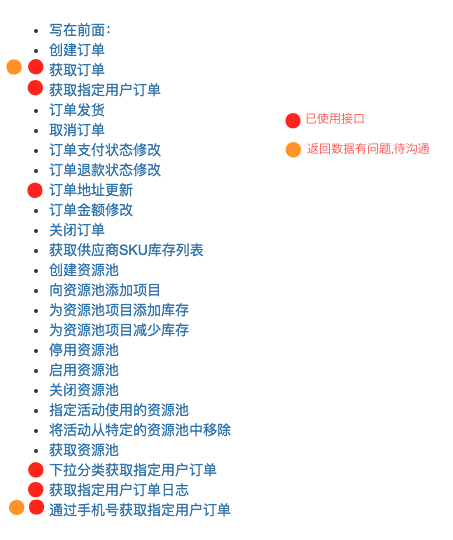 写在前面：
创建订单
获取订单
获取指定用户订单
订单发货
取消订单
订单支付状态修改
订单退款状态修改
订单地址更新
订单金额修改
关闭订单
获取供应商SKU库存列表
创建资源池
向资源池添加项目
为资源池项目添加库存
为资源池项目减少库存
停用资源池
启用资源池
关闭资源池
指定活动使用的资源池
将活动从特定的资源池中移除
获取资源池
下拉分类获取指定用户订单
获取指定用户订单日志
通过手机号获取指定用户订单
已使用接口
返回数据有问题,待沟通